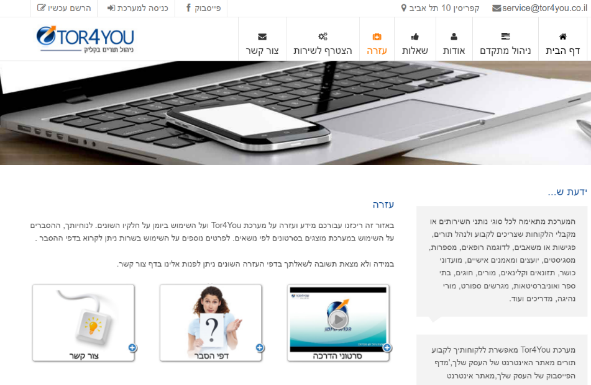 service@tor4you.co.il
קפריסין 10 תל אביב
פייסבוק
כניסה למערכת
הרשם עכשיו
דף הבית
ניהול מתקדם
אודות
שאלות
עזרה
הצטרף לשירות
צור קשר
TOR4YOU
ניהול תורים בקליק
ידעת ש...
המערכת מתאימה לכל סוגי נותני השירותים או
מקבלי הלקוחות שצריכים לקבוע ולנהל תורים,
פגישות או משאבים, לדוגמה רופאים, מספרות,
מסגיסטים, יועצים ומאמנים אישיים, מועדוני
כושר, תזונאים וקלינאים, מורים, חוגים, בתי
ספר ואוניברסיטאות, מגרשים ספורט, מורי
נהיגה, מדריכים ועוד.
מערכת Tor4You מאפשרת ללקוחותיך לקבוע
תורים מאתר האינטרנט של העסק שלך,'מדף
הפייסבוק של העסק שלך,מאתר אינטרנט
עזרה
באזור זה ריכזנו עבורכם מידע ועזרה על מערכת Tor4You ועל השימוש ביומן על חלקיו השונים. לנוחיותך, ההסברים
על השימוש במערכת מוצגים בסרטונים לפי נושאים. לפרטים נוספים על השימוש בשרות ניתן לקרוא בדפי ההסבר .
במידה ולא מצאת תשובה לשאלתך בדפי העזרה השונים ניתן לפנות אלינו בדף צור קשר.
סרטוני הדרכה
דפי הסבר
צור קשר